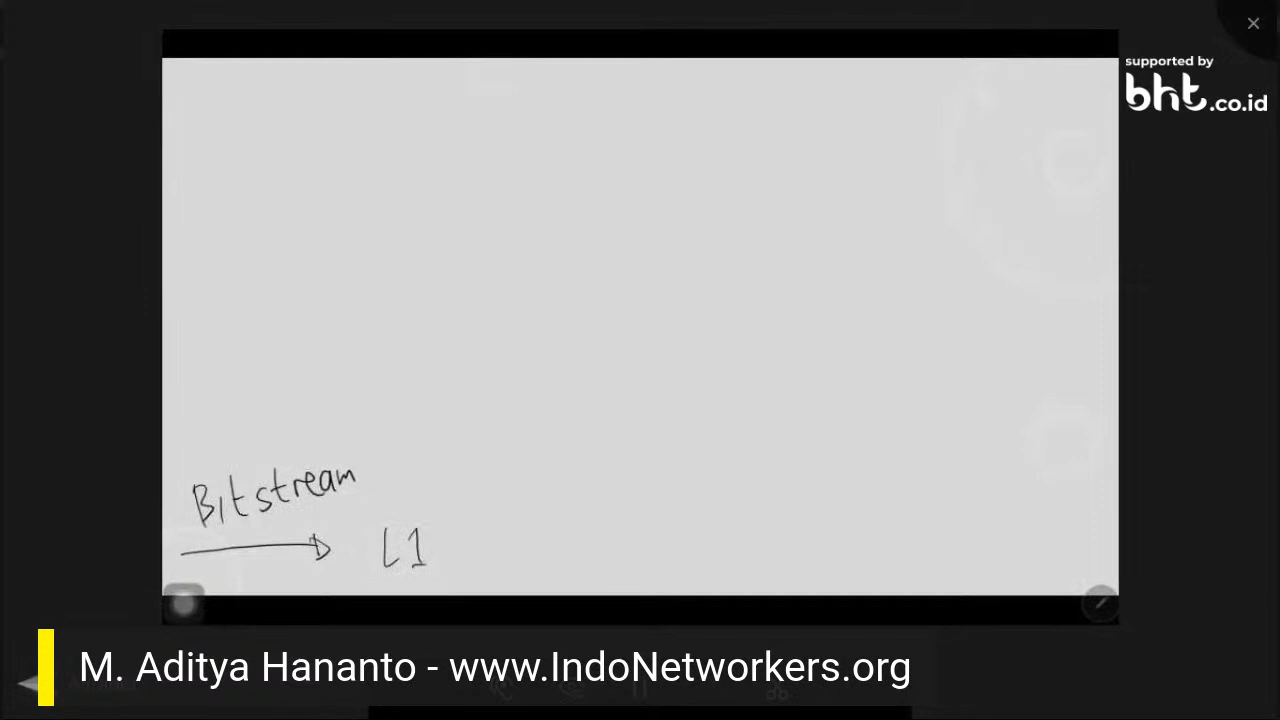 supported by
bht.co.id
Bitstream
L1
M. Aditya Hananto - www.IndoNetworkers.org